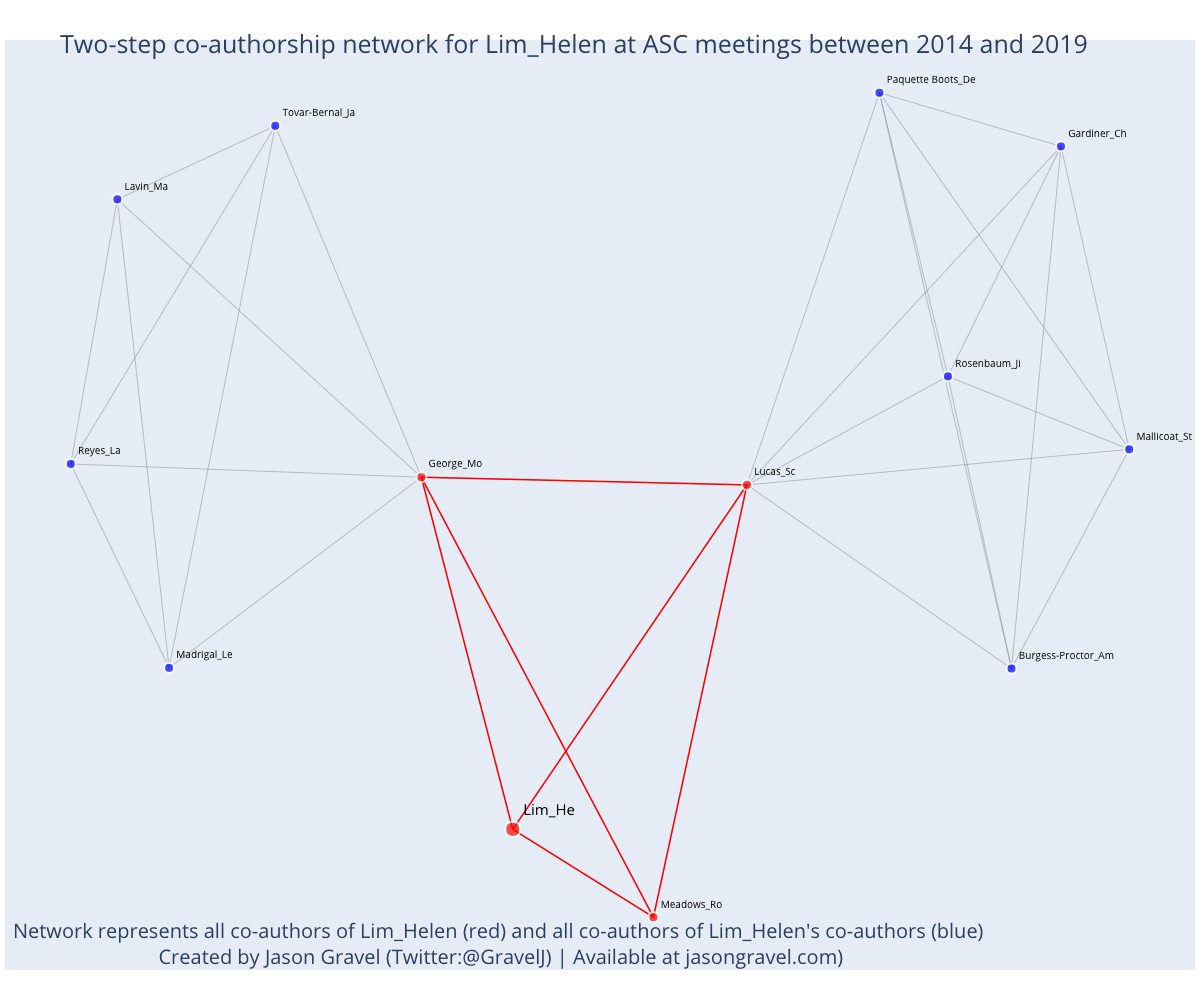 Two-step co-authorship network for Lim_Helen at ASC meetings between 2014 and 2019
Paquette Boots_De
Tovar-Bernal_Ja
Gardiner_Ch
Lavin_Ma
Rosenbaum_Ji
Mallicoat_St
Reyes_La
George_Mo
Lucas_Sc
Madrigal_Le
Burgess-Proctor_Am
Lim_He
Meadows_Ro
Network represents all co-authors of Lim_Helen (red) and all co-authors of Lim_Helen's co-authors (blue)
Created by Jason Gravel (Twitter:@GravelJ) | Available at jasongravel.com)